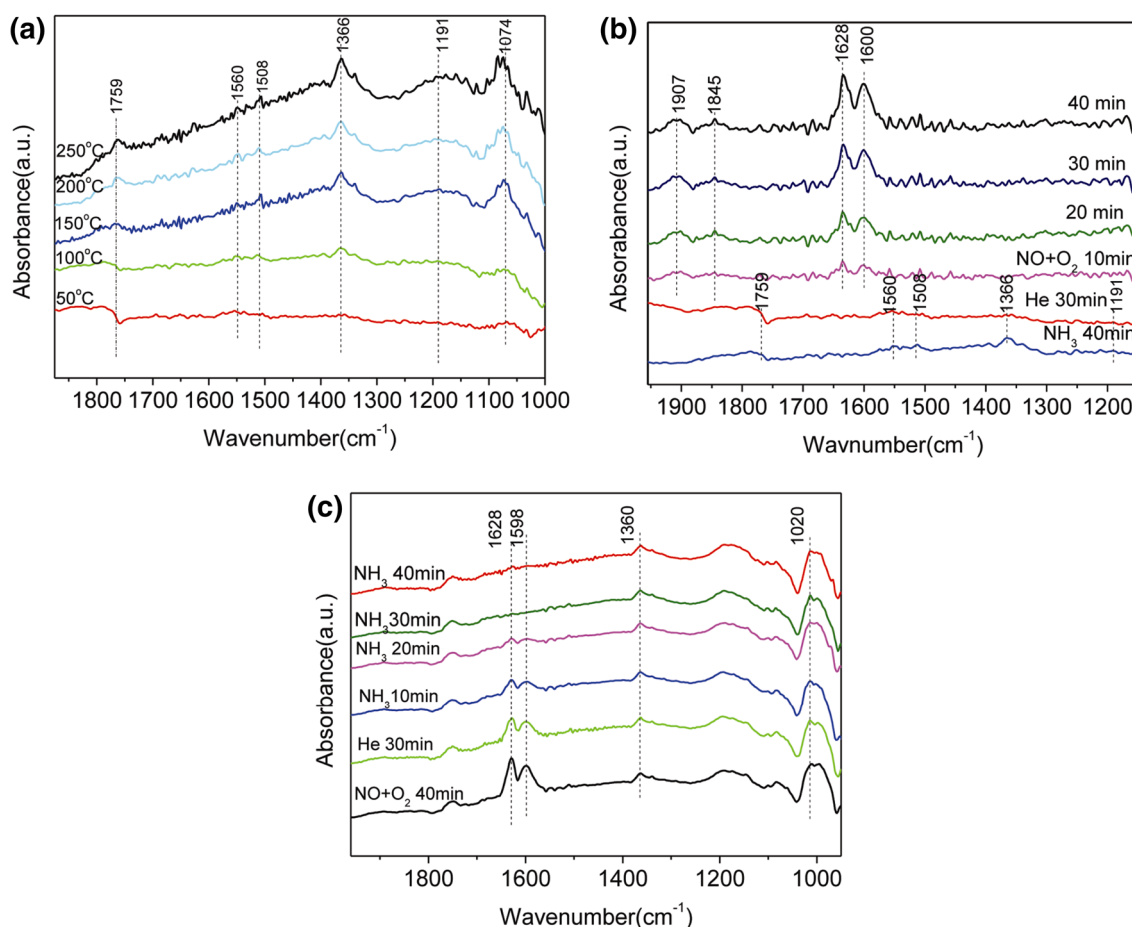 (a)
1759
1560
1508
1366
1191
1074
250°C
200°C
150°C
100°C
50°C
Absorbance(a.u.)
1800 1700 1600 1500 1400 1300 1200 1100 1000
Wavenumber(cm⁻¹)
(b)
1907
1845
1628
1600
40 min
30 min
20 min
NO+O₂ 10min
He 30min
NH₃ 40min
1759
1560
1508
1366
1191
Absorabance(a.u.)
1900 1800 1700 1600 1500 1400 1300 1200
Wavnumber(cm⁻¹)
(c)
1628
1598
1360
1020
NH₃ 40min
NH₃30min
NH₃ 20min
NH₃10min
He 30min
NO+O₂ 40min
Absorbance(a.u.)
1800 1600 1400 1200 1000
Wavenumber(cm⁻¹)